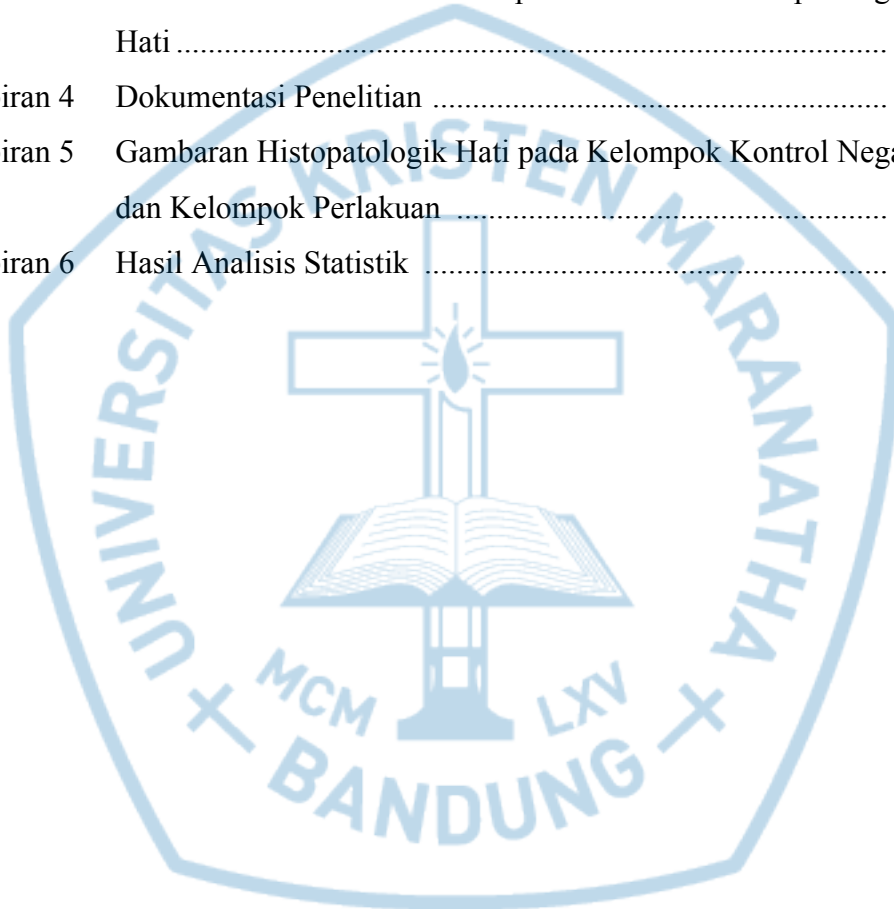 Hati ........................................................................................
iran 4 Dokumentasi Penelitian .........................................................
iran 5 Gambaran Histopatologik Hati pada Kelompok Kontrol Nega
dan Kelompok Perlakuan ......................................................
iran 6 Hasil Analisis Statistik ..........................................................
UNIVERSITAS KRISTEN MARANATHA
MCM LXV
BANDUNG